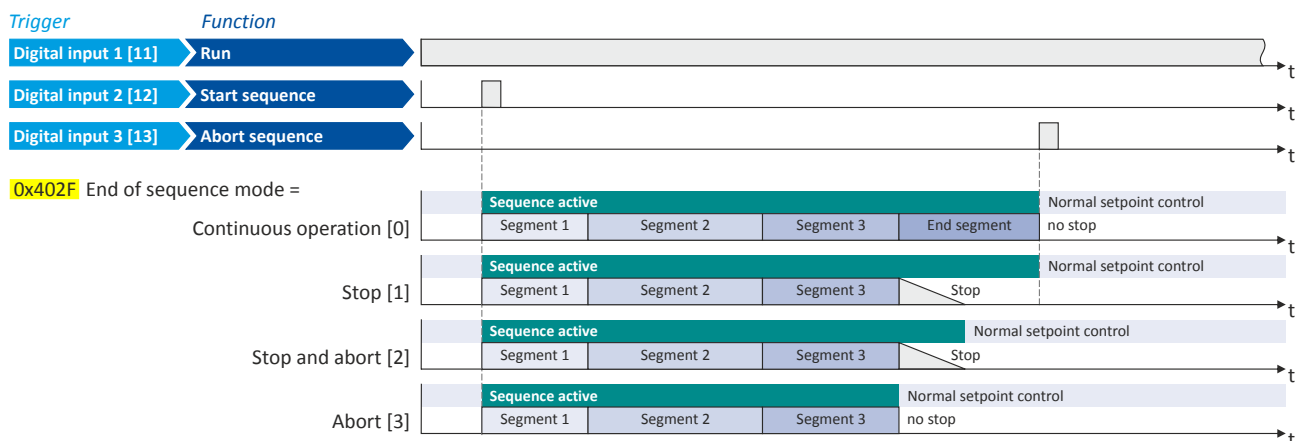 Trigger Function
Digital input 1 [11] Run
t
Digital input 2 [12] Start sequence
t
Digital input 3 [13] Abort sequence
t
0x402F End of sequence mode =
Sequence active Normal setpoint control
Continuous operation [0] Segment 1 Segment 2 Segment 3 End segment no stop
t
Sequence active Normal setpoint control
Stop [1] Segment 1 Segment 2 Segment 3 Stop
t
Sequence active Normal setpoint control
Stop and abort [2] Segment 1 Segment 2 Segment 3 Stop
t
Sequence active Normal setpoint control
Abort [3] Segment 1 Segment 2 Segment 3 no stop
t